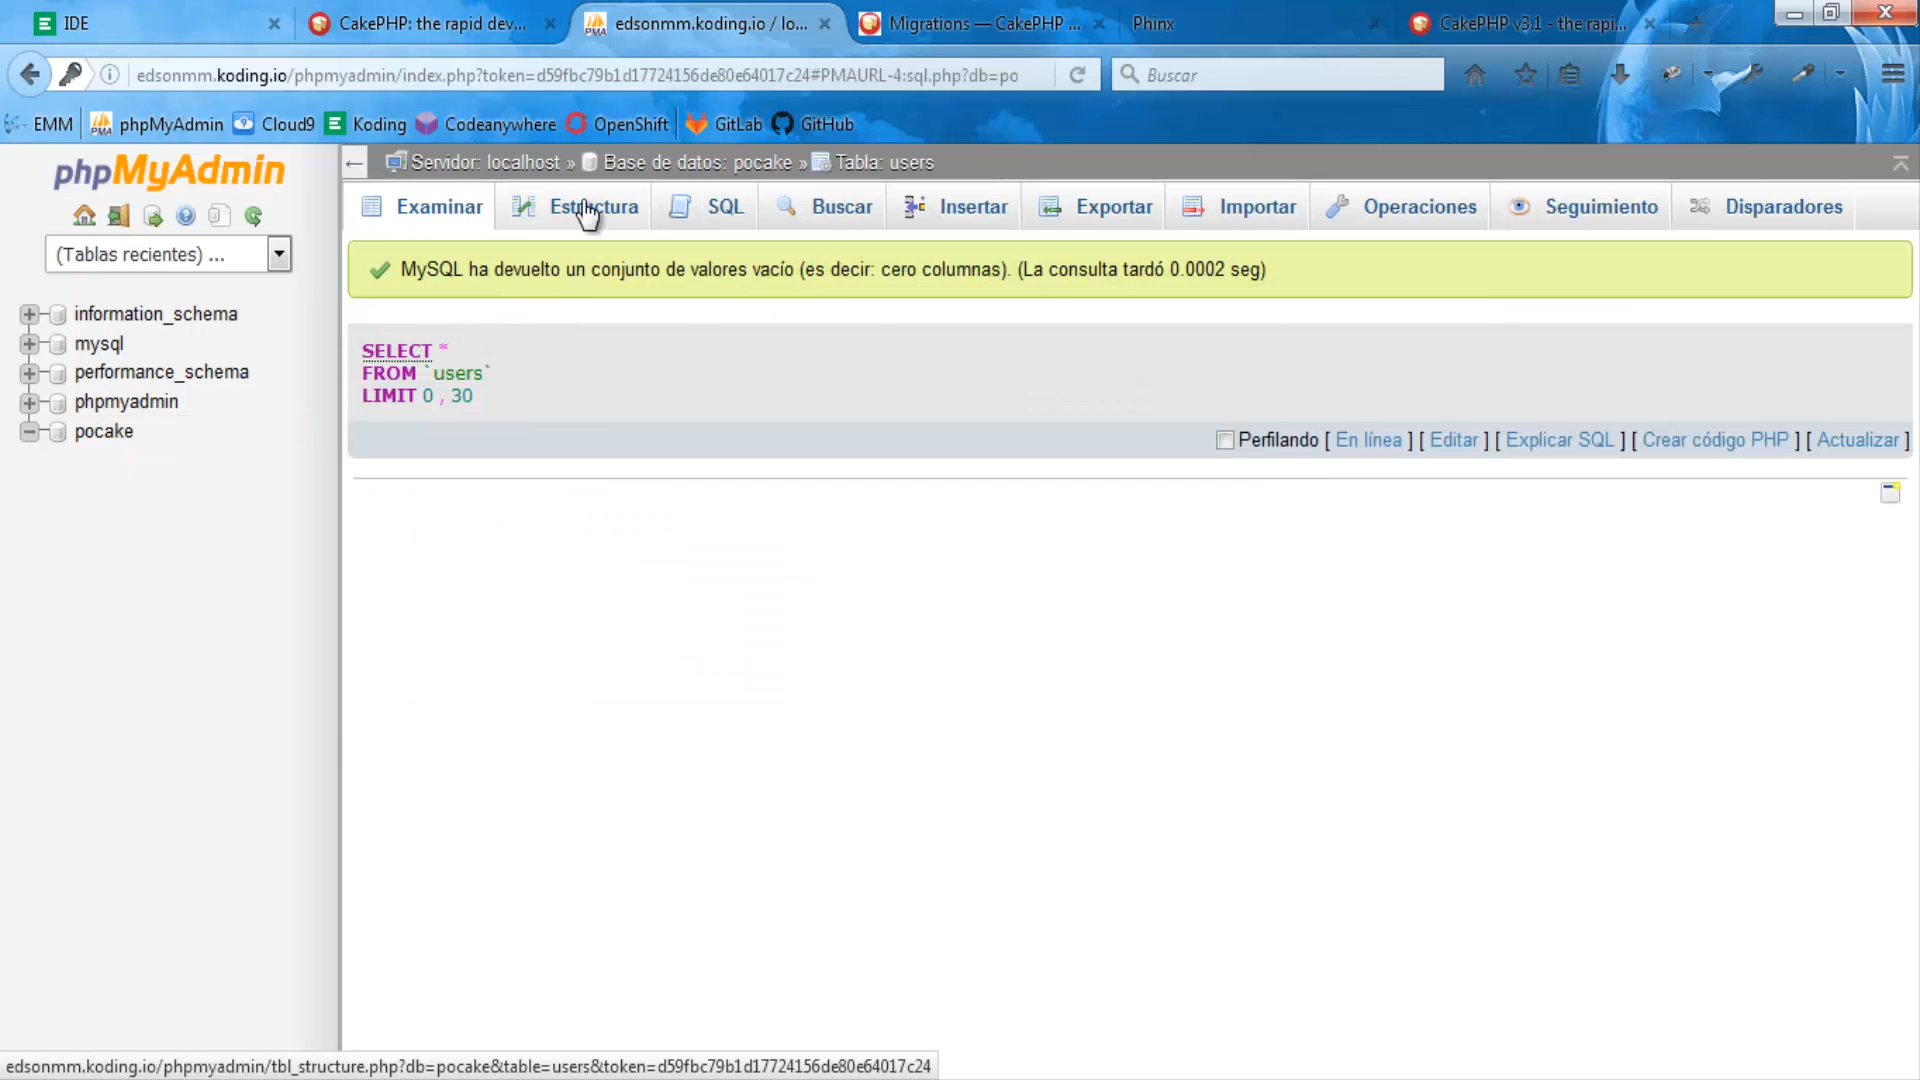 IDE
CakePHP: the rapid dev...
edsonmm.koding.io / lo...
Migrations — CakePHP ...
Phinx
CakePHP v3.1 - the rapi...
edsonmm.koding.io/phpmyadmin/index.php?token=d59fbc79b1d17724156de80e64017c24#PMAURL-4:sql.php?db=po
Buscar
EMM
phpMyAdmin
Cloud9
Koding
Codeanywhere
OpenShift
GitLab
GitHub
phpMyAdmin
(Tablas recientes) ...
information_schema
mysql
performance_schema
phpmyadmin
pocake
Servidor: localhost » Base de datos: pocake » Tabla: users
Examinar
Estructura
SQL
Buscar
Insertar
Exportar
Importar
Operaciones
Seguimiento
Disparadores
MySQL ha devuelto un conjunto de valores vacío (es decir: cero columnas). (La consulta tardó 0.0002 seg)
SELECT *
FROM `users`
LIMIT 0 , 30
Perfilando [ En línea ] [ Editar ] [ Explicar SQL ] [ Crear código PHP ] [ Actualizar ]
edsonmm.koding.io/phpmyadmin/tbl_structure.php?db=pocake&table=users&token=d59fbc79b1d17724156de80e64017c24